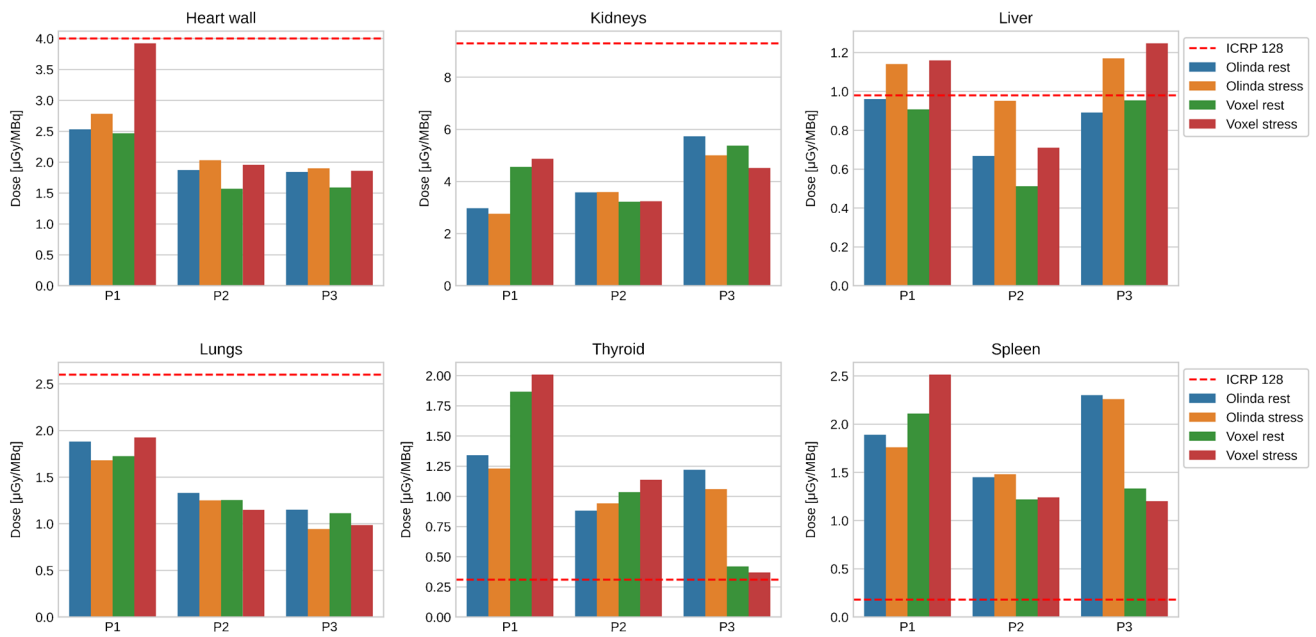 Heart wall
Dose [µGy/MBq]
4.0
3.5
3.0
2.5
2.0
1.5
1.0
0.5
0.0
P1 P2 P3
Kidneys
Dose [µGy/MBq]
8
6
4
2
0
P1 P2 P3
Liver
Dose [µGy/MBq]
1.2
1.0
0.8
0.6
0.4
0.2
0.0
P1 P2 P3
ICRP 128
Olinda rest
Olinda stress
Voxel rest
Voxel stress
Lungs
Dose [µGy/MBq]
2.5
2.0
1.5
1.0
0.5
0.0
P1 P2 P3
Thyroid
Dose [µGy/MBq]
2.00
1.75
1.50
1.25
1.00
0.75
0.50
0.25
0.00
P1 P2 P3
Spleen
Dose [µGy/MBq]
2.5
2.0
1.5
1.0
0.5
0.0
P1 P2 P3
ICRP 128
Olinda rest
Olinda stress
Voxel rest
Voxel stress